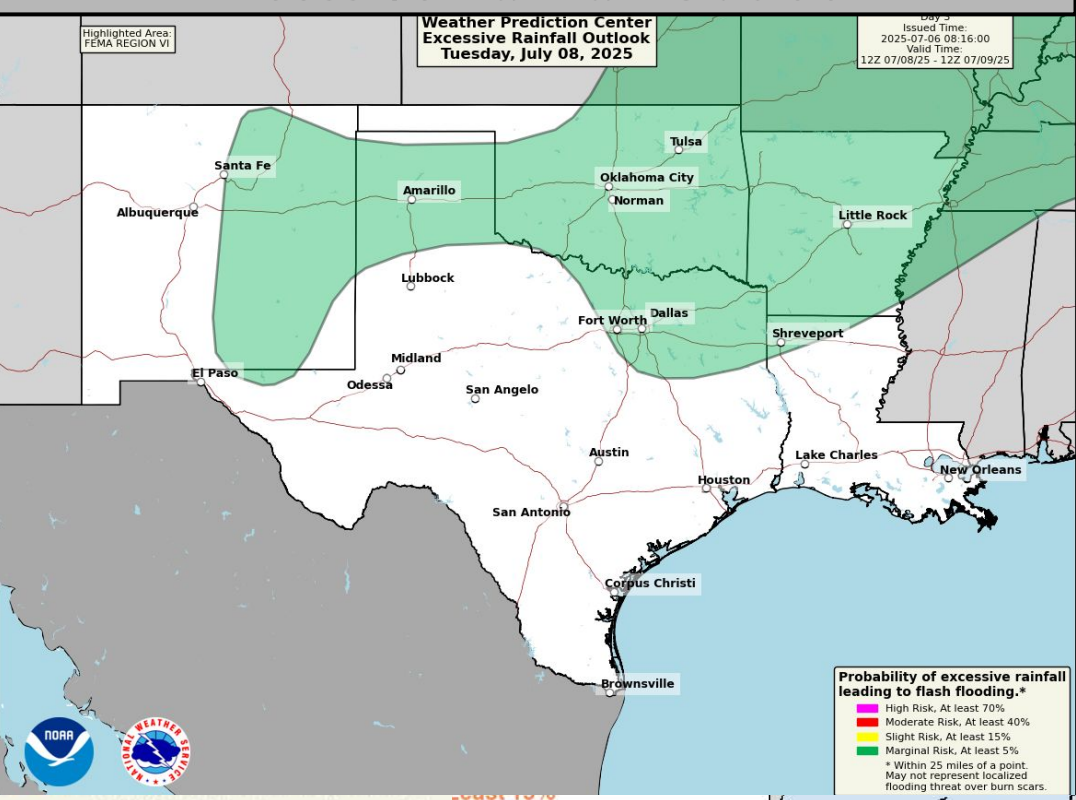 Highlighted Area:
FEMA REGION VI
Weather Prediction Center
Excessive Rainfall Outlook
Tuesday, July 08, 2025
Day 3
Issued Time:
2025-07-06 08:16:00
Valid Time:
12Z 07/08/25 - 12Z 07/09/25
Tulsa
Santa Fe
Oklahoma City
Amarillo
Norman
Albuquerque
Little Rock
Lubbock
Dallas
Fort Worth
Shreveport
Midland
El Paso
Odessa
San Angelo
Austin
Lake Charles
New Orleans
Houston
San Antonio
Corpus Christi
Brownsville
Probability of excessive rainfall
leading to flash flooding.*
High Risk, At least 70%
Moderate Risk, At least 40%
Slight Risk, At least 15%
Marginal Risk, At least 5%
* Within 25 miles of a point.
May not represent localized
flooding threat over burn scars.
NOAA
NATIONAL WEATHER SERVICE